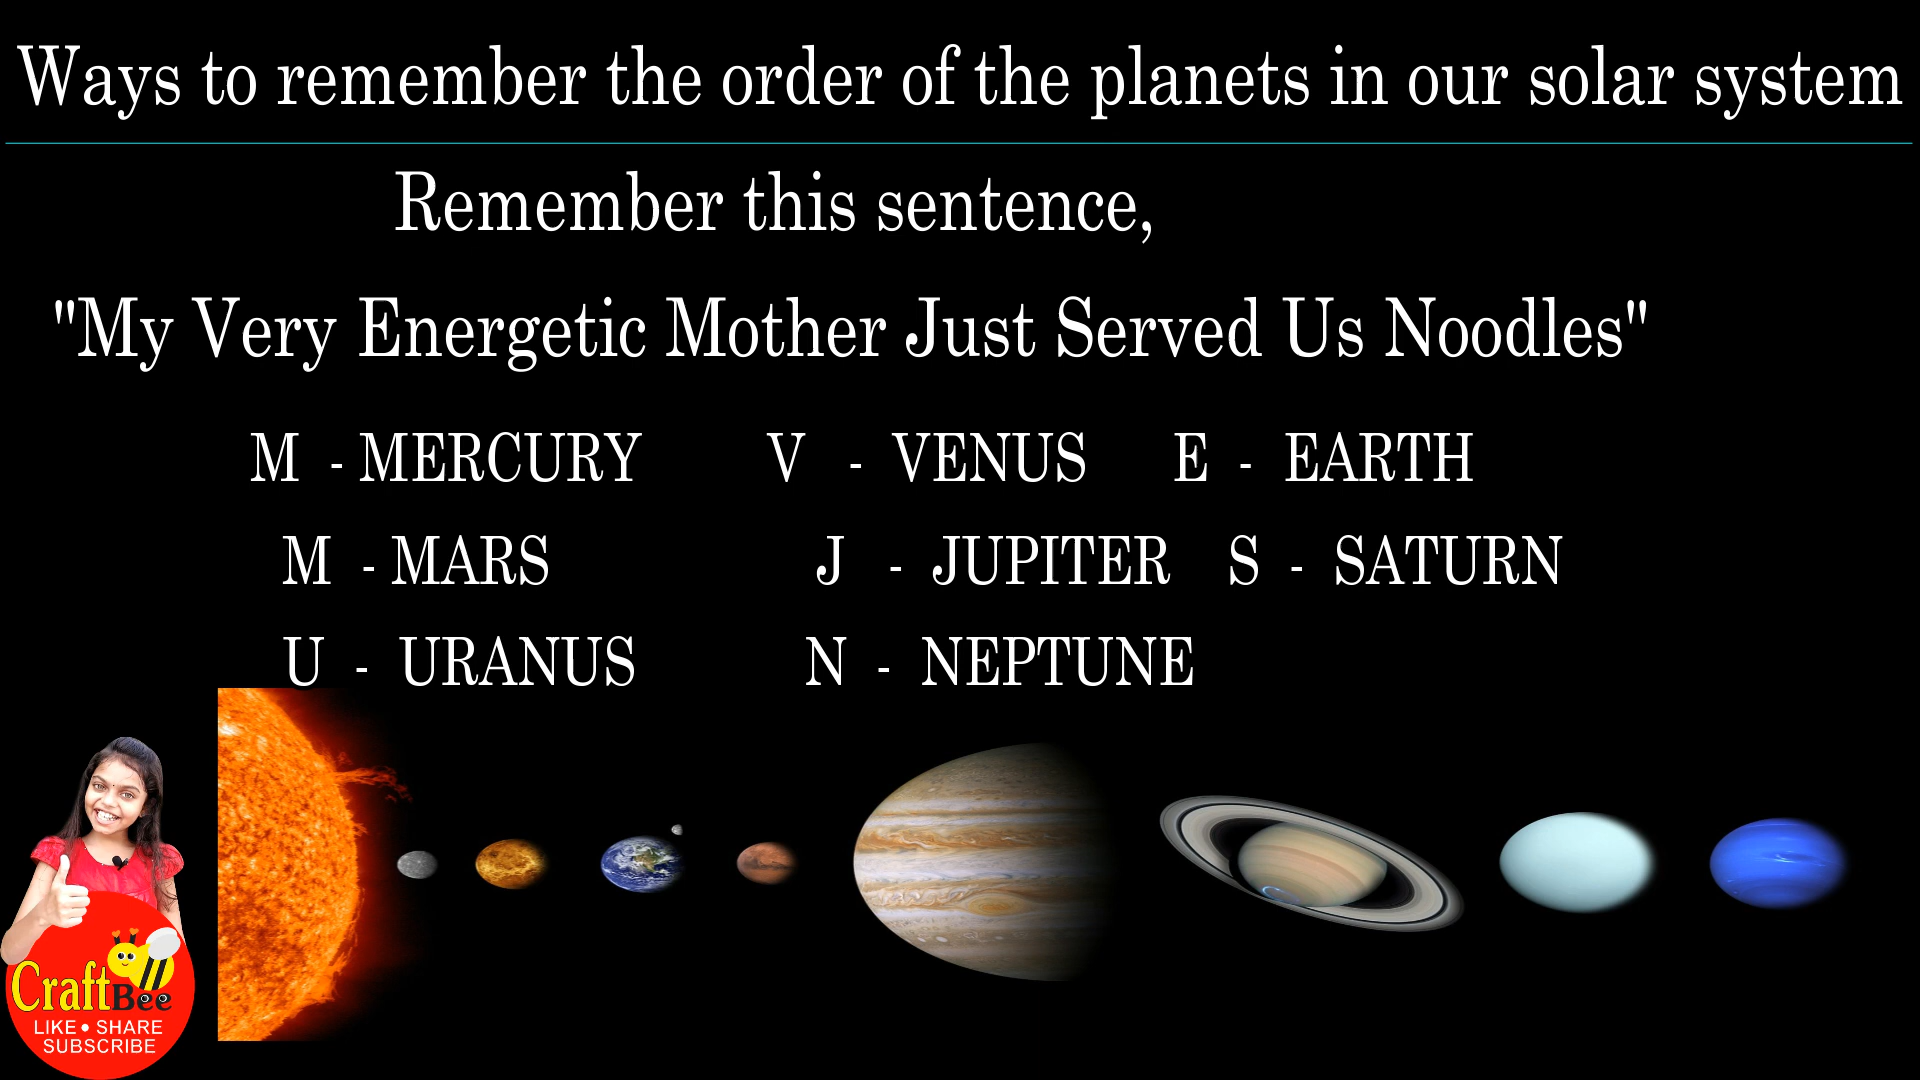 Ways to remember the order of the planets in our solar system
Remember this sentence,
"My Very Energetic Mother Just Served Us Noodles"
M - MERCURY V - VENUS E - EARTH
M - MARS J - JUPITER S - SATURN
U - URANUS N - NEPTUNE
CraftBee
LIKE • SHARE
SUBSCRIBE